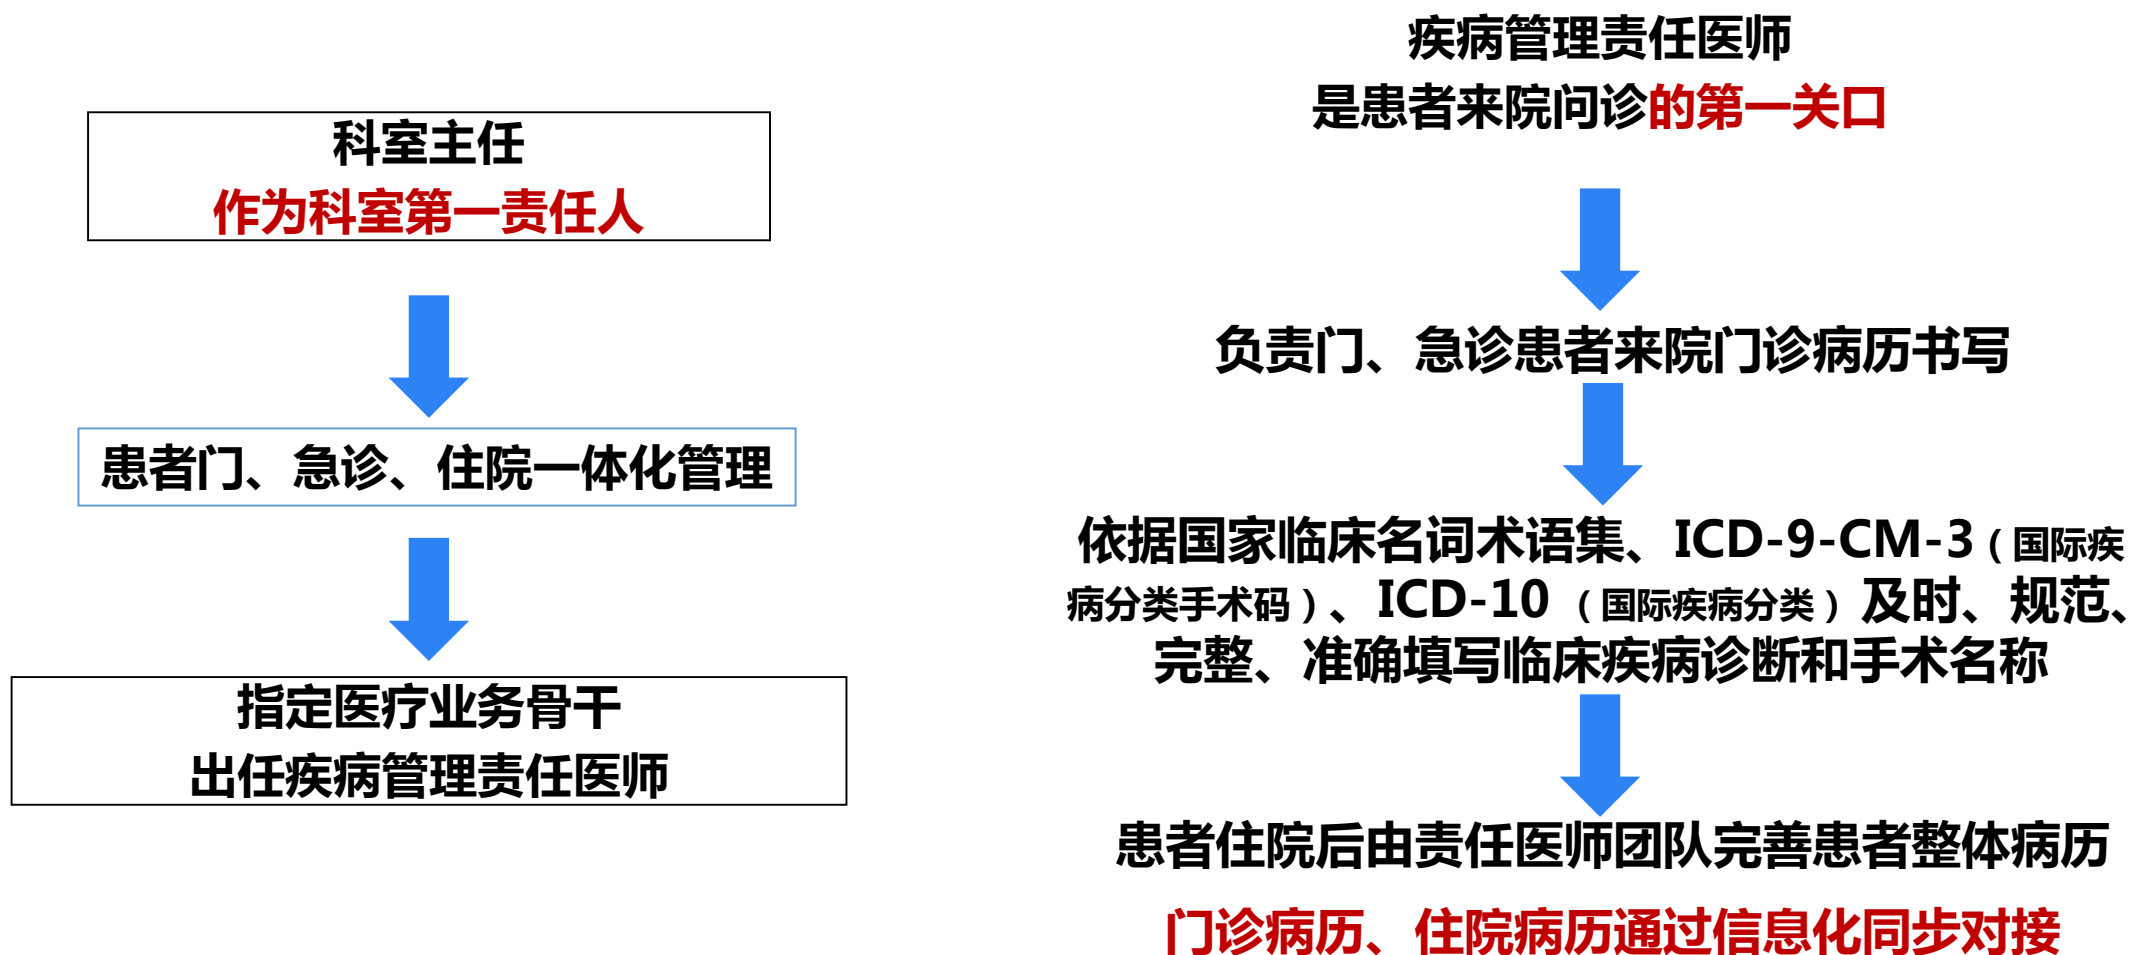 科室主任
作为科室第一责任人
患者门、急诊、住院一体化管理
指定医疗业务骨干
出任疾病管理责任医师
疾病管理责任医师
是患者来院问诊的第一关口
负责门、急诊患者来院门诊病历书写
依据国家临床名词术语集、ICD-9-CM-3（国际疾
病分类手术码）、ICD-10（国际疾病分类）及时、规范、
完整、准确填写临床疾病诊断和手术名称
患者住院后由责任医师团队完善患者整体病历
门诊病历、住院病历通过信息化同步对接